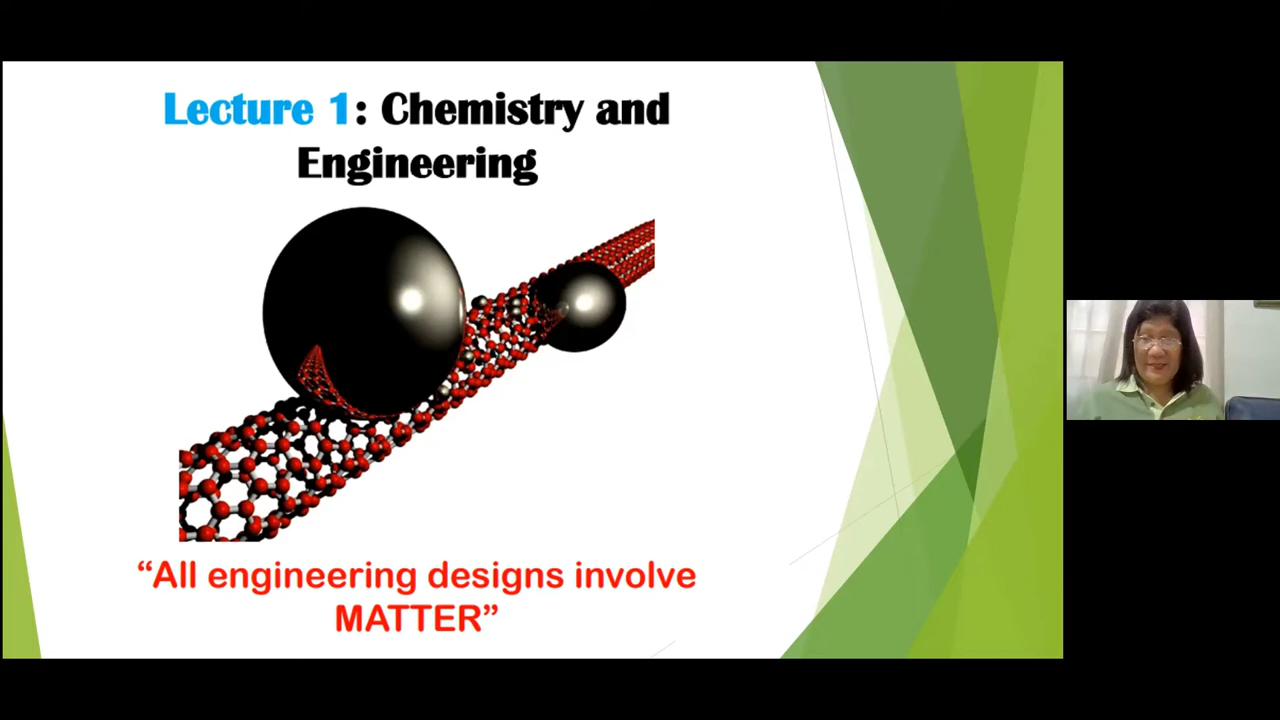 Lecture 1: Chemistry and
Engineering
“All engineering designs involve
MATTER”